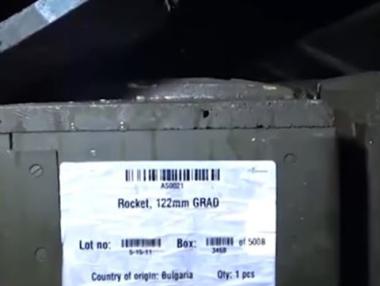 AS0021
Rocket, 122mm GRAD
Lot no: Box: of 5008
5-15-11 3468
Country of origin: Bulgaria Qty: 1 pcs